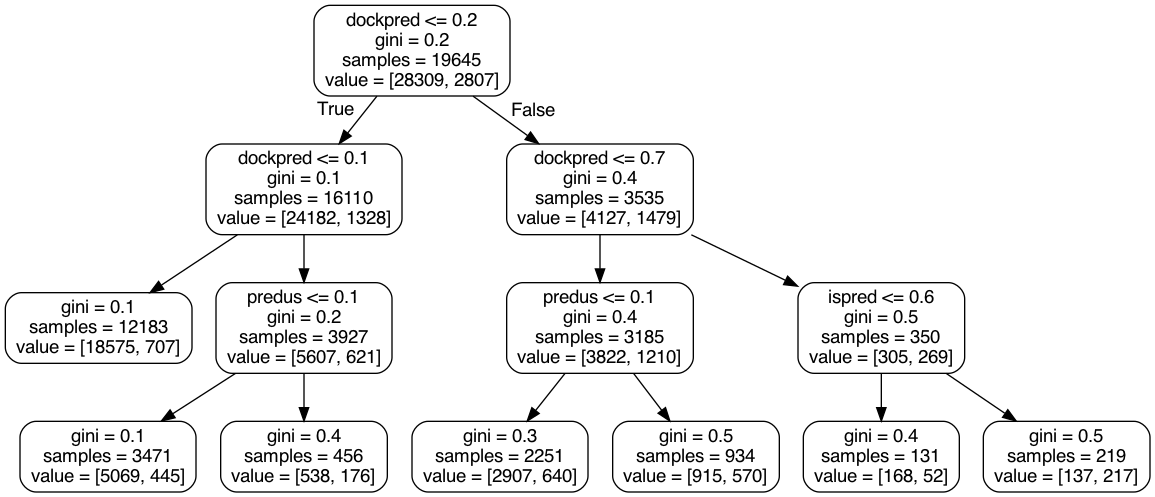 dockpred <= 0.2
gini = 0.2
samples = 19645
value = [28309, 2807]
True
False
dockpred <= 0.1
gini = 0.1
samples = 16110
value = [24182, 1328]
dockpred <= 0.7
gini = 0.4
samples = 3535
value = [4127, 1479]
gini = 0.1
samples = 12183
value = [18575, 707]
predus <= 0.1
gini = 0.2
samples = 3927
value = [5607, 621]
predus <= 0.1
gini = 0.4
samples = 3185
value = [3822, 1210]
ispred <= 0.6
gini = 0.5
samples = 350
value = [305, 269]
gini = 0.1
samples = 3471
value = [5069, 445]
gini = 0.4
samples = 456
value = [538, 176]
gini = 0.3
samples = 2251
value = [2907, 640]
gini = 0.5
samples = 934
value = [915, 570]
gini = 0.4
samples = 131
value = [168, 52]
gini = 0.5
samples = 219
value = [137, 217]